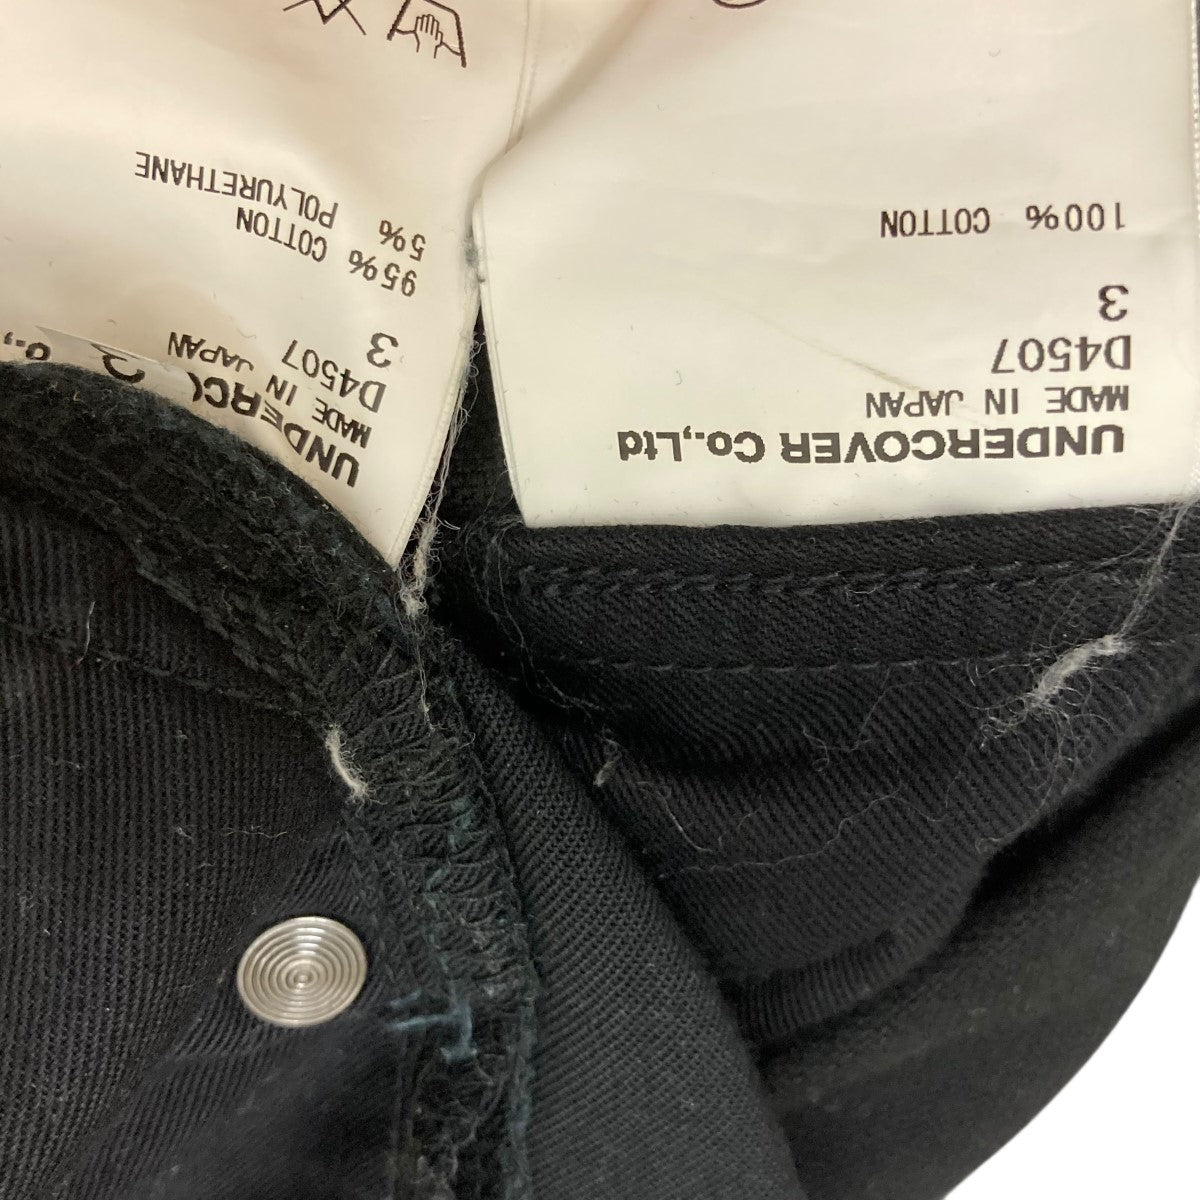 UNDERCOVER Co.,Ltd
MADE IN JAPAN
D4507
3
100% COTTON
MADE IN JAPAN
D4507
3
95% COTTON
5% POLYURETHANE